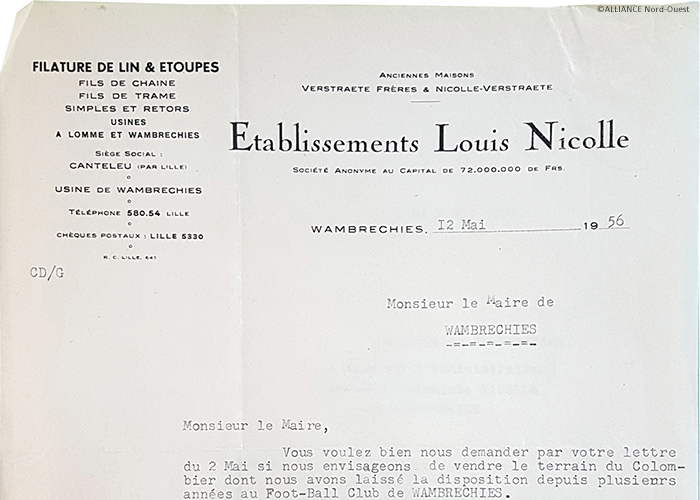 ©ALLIANCE Nord-Ouest
FILATURE DE LIN & ETOUPES
FILS DE CHAINE
FILS DE TRAME
SIMPLES ET RETORS
USINES
A LOMME ET WAMBRECHIES
SIÈGE SOCIAL :
CANTELEU (PAR LILLE)
o
USINE DE WAMBRECHIES
o
TÉLÉPHONE 580.54 LILLE
o
CHÈQUES POSTAUX : LILLE 5330
o
R. C. LILLE, 641
CD/G
ANCIENNES MAISONS
VERSTRAETE FRÈRES & NICOLLE-VERSTRAETE
Etablissements Louis Nicolle
SOCIÉTÉ ANONYME AU CAPITAL DE 72.000.000 DE FRS.
WAMBRECHIES, 12 Mai 1956
Monsieur le Maire de
WAMBRECHIES
-=-=-=-=-=-
Monsieur le Maire,
Vous voulez bien nous demander par votre lettre
du 2 Mai si nous envisageons de vendre le terrain du Colom-
bier dont nous avons laissé la disposition depuis plusieurs
années au Foot-Ball Club de WAMBRECHIES.